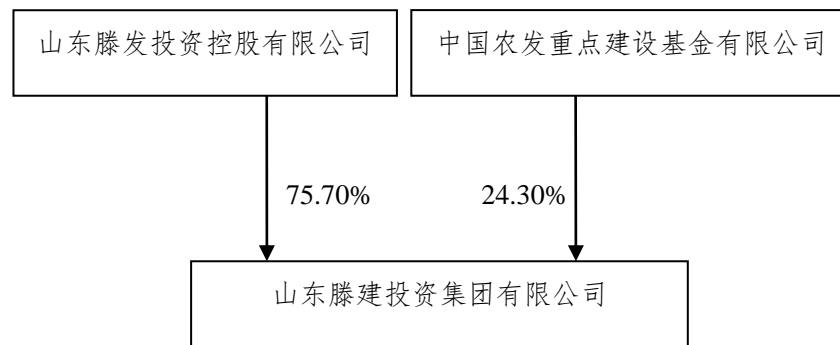 山东滕发投资控股有限公司
中国农发重点建设基金有限公司
75.70%
24.30%
山东滕建投资集团有限公司